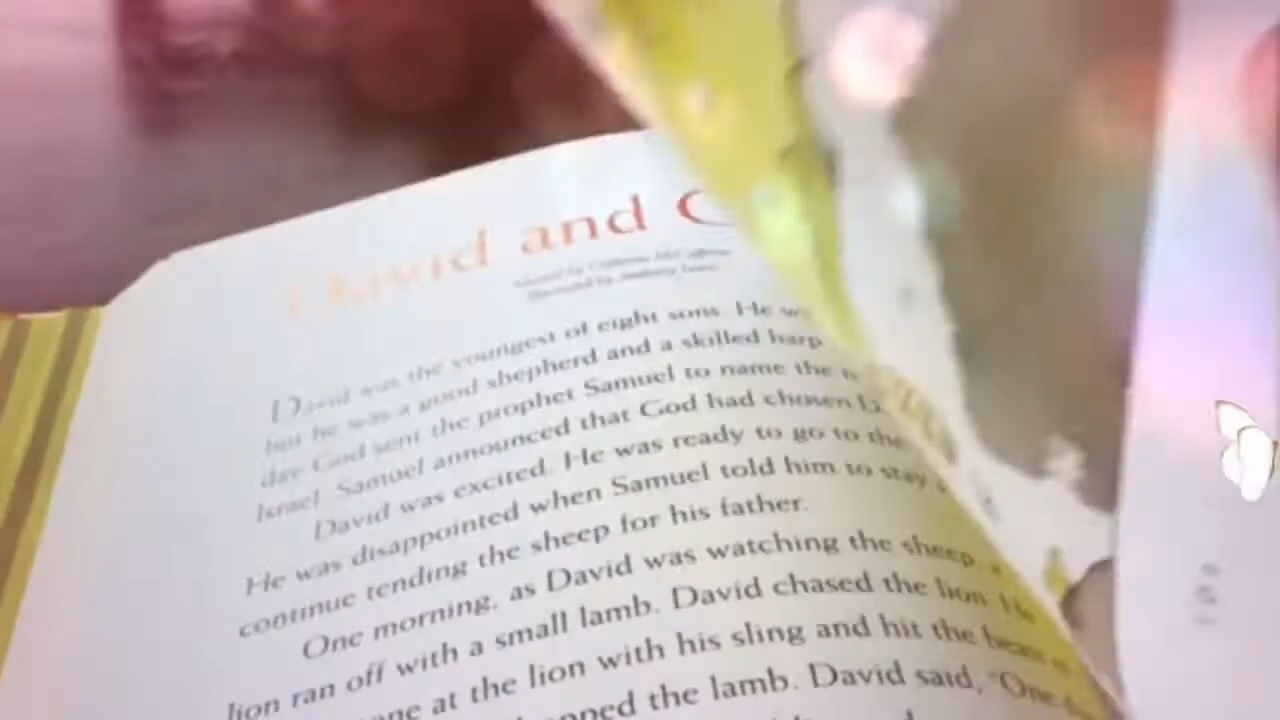 David and
David was the youngest of eight sons. He
but he was a good shepherd and a skilled harp
day God sent the prophet Samuel to name the
Israel. Samuel announced that God had chosen
David was excited. He was ready to go to the
He was disappointed when Samuel told him to stay
continue tending the sheep for his father.
One morning, as David was watching the sheep, a
lion ran off with a small lamb. David chased the lion. He
at the lion with his sling and hit the beast
the lamb. David said, "One